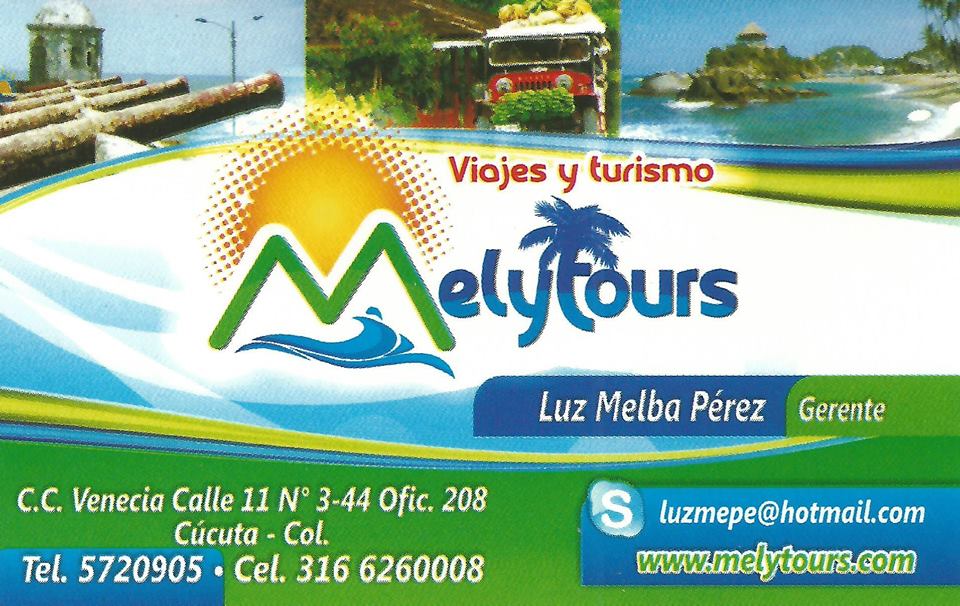 Viajes y turismo
Melytours
Luz Melba Pérez Gerente
C.C. Venecia Calle 11 N° 3-44 Ofic. 208
Cúcuta - Col.
Tel. 5720905 • Cel. 316 6260008
S luzmepe@hotmail.com
www.melytours.com